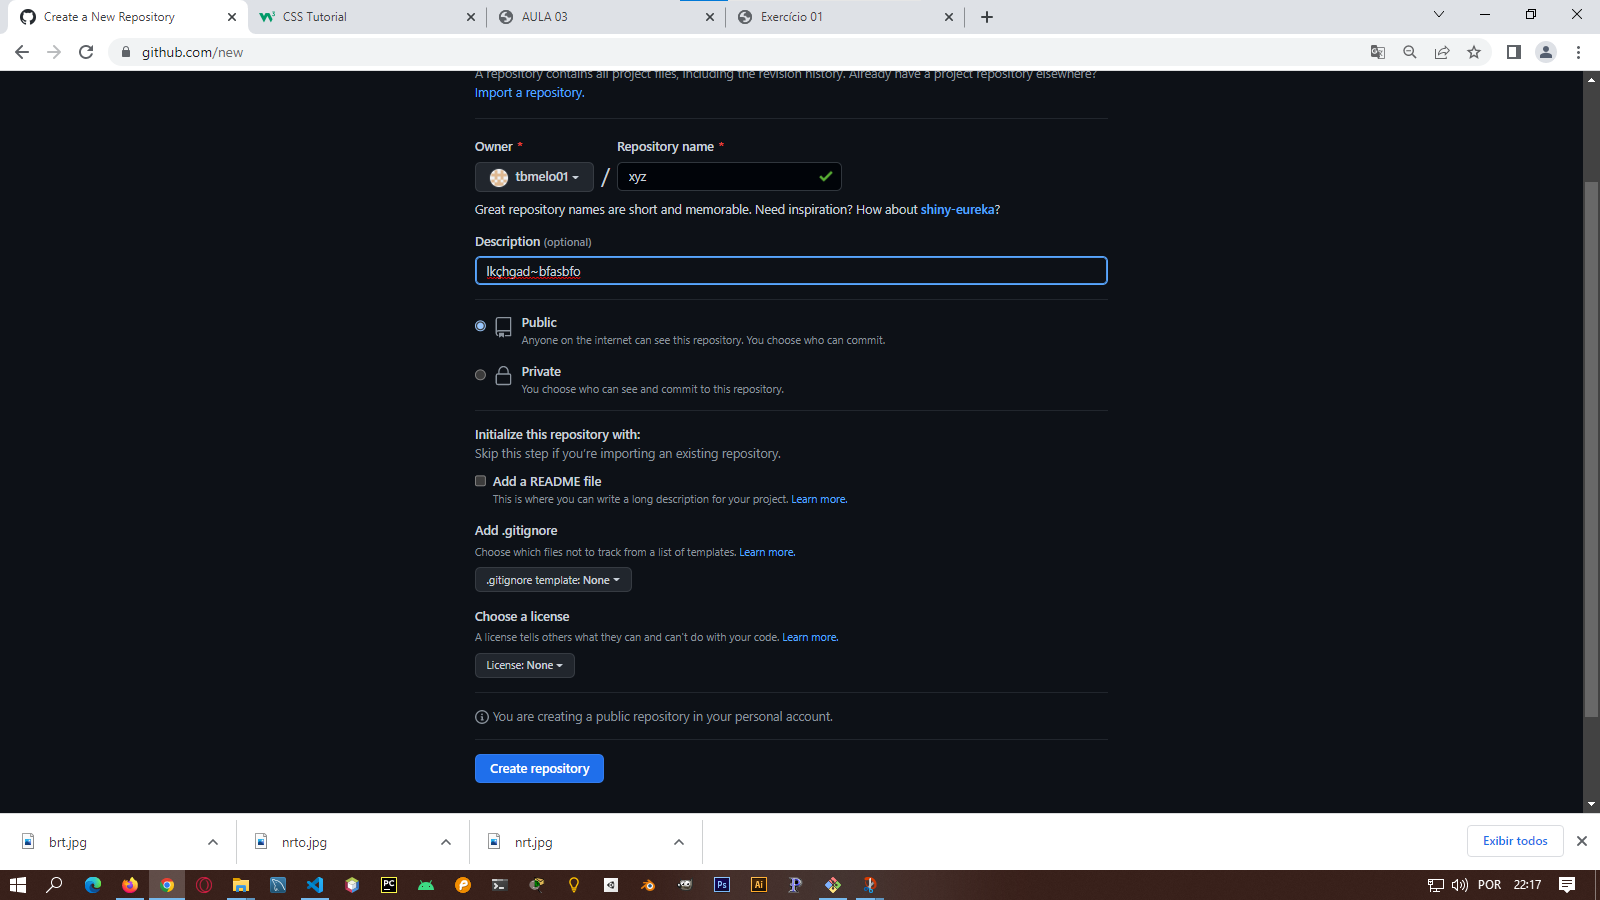 Create a New Repository
CSS Tutorial
AULA 03
Exercício 01
github.com/new
A repository contains all project files, including the revision history. Already have a project repository elsewhere?
Import a repository.
Owner * Repository name *
tbmelo01 / xyz
Great repository names are short and memorable. Need inspiration? How about shiny-eureka?
Description (optional)
lkçhgad~bfasbfo
Public
Anyone on the internet can see this repository. You choose who can commit.
Private
You choose who can see and commit to this repository.
Initialize this repository with:
Skip this step if you're importing an existing repository.
Add a README file
This is where you can write a long description for your project. Learn more.
Add .gitignore
Choose which files not to track from a list of templates. Learn more.
.gitignore template: None
Choose a license
A license tells others what they can and can't do with your code. Learn more.
License: None
You are creating a public repository in your personal account.
Create repository
brt.jpg
nrto.jpg
nrt.jpg
Exibir todos
PC
Ps
Ai
POR
22:17